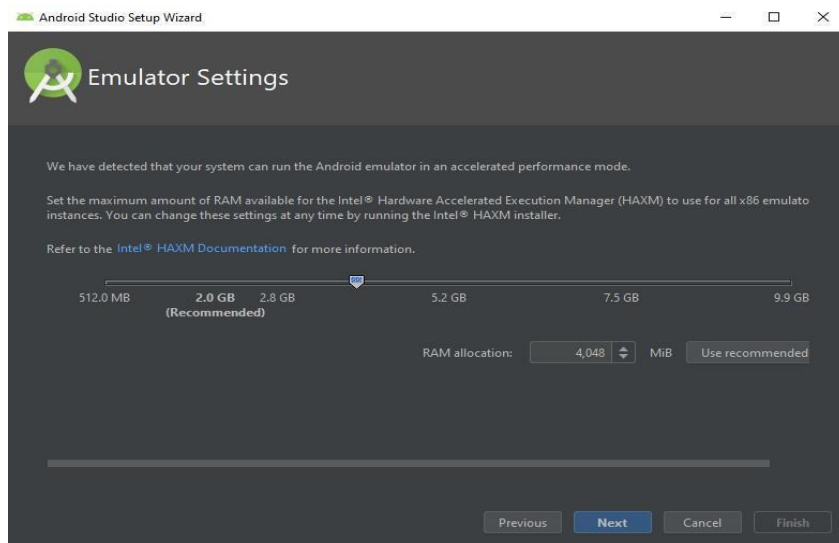 Android Studio Setup Wizard
Emulator Settings
We have detected that your system can run the Android emulator in an accelerated performance mode.
Set the maximum amount of RAM available for the Intel® Hardware Accelerated Execution Manager (HAXM) to use for all x86 emulato
instances. You can change these settings at any time by running the Intel® HAXM installer.
Refer to the Intel® HAXM Documentation for more information.
512.0 MB 2.0 GB 2.8 GB 5.2 GB 7.5 GB 9.9 GB
(Recommended)
RAM allocation: 4,048 MiB Use recommended
Previous Next Cancel Finish